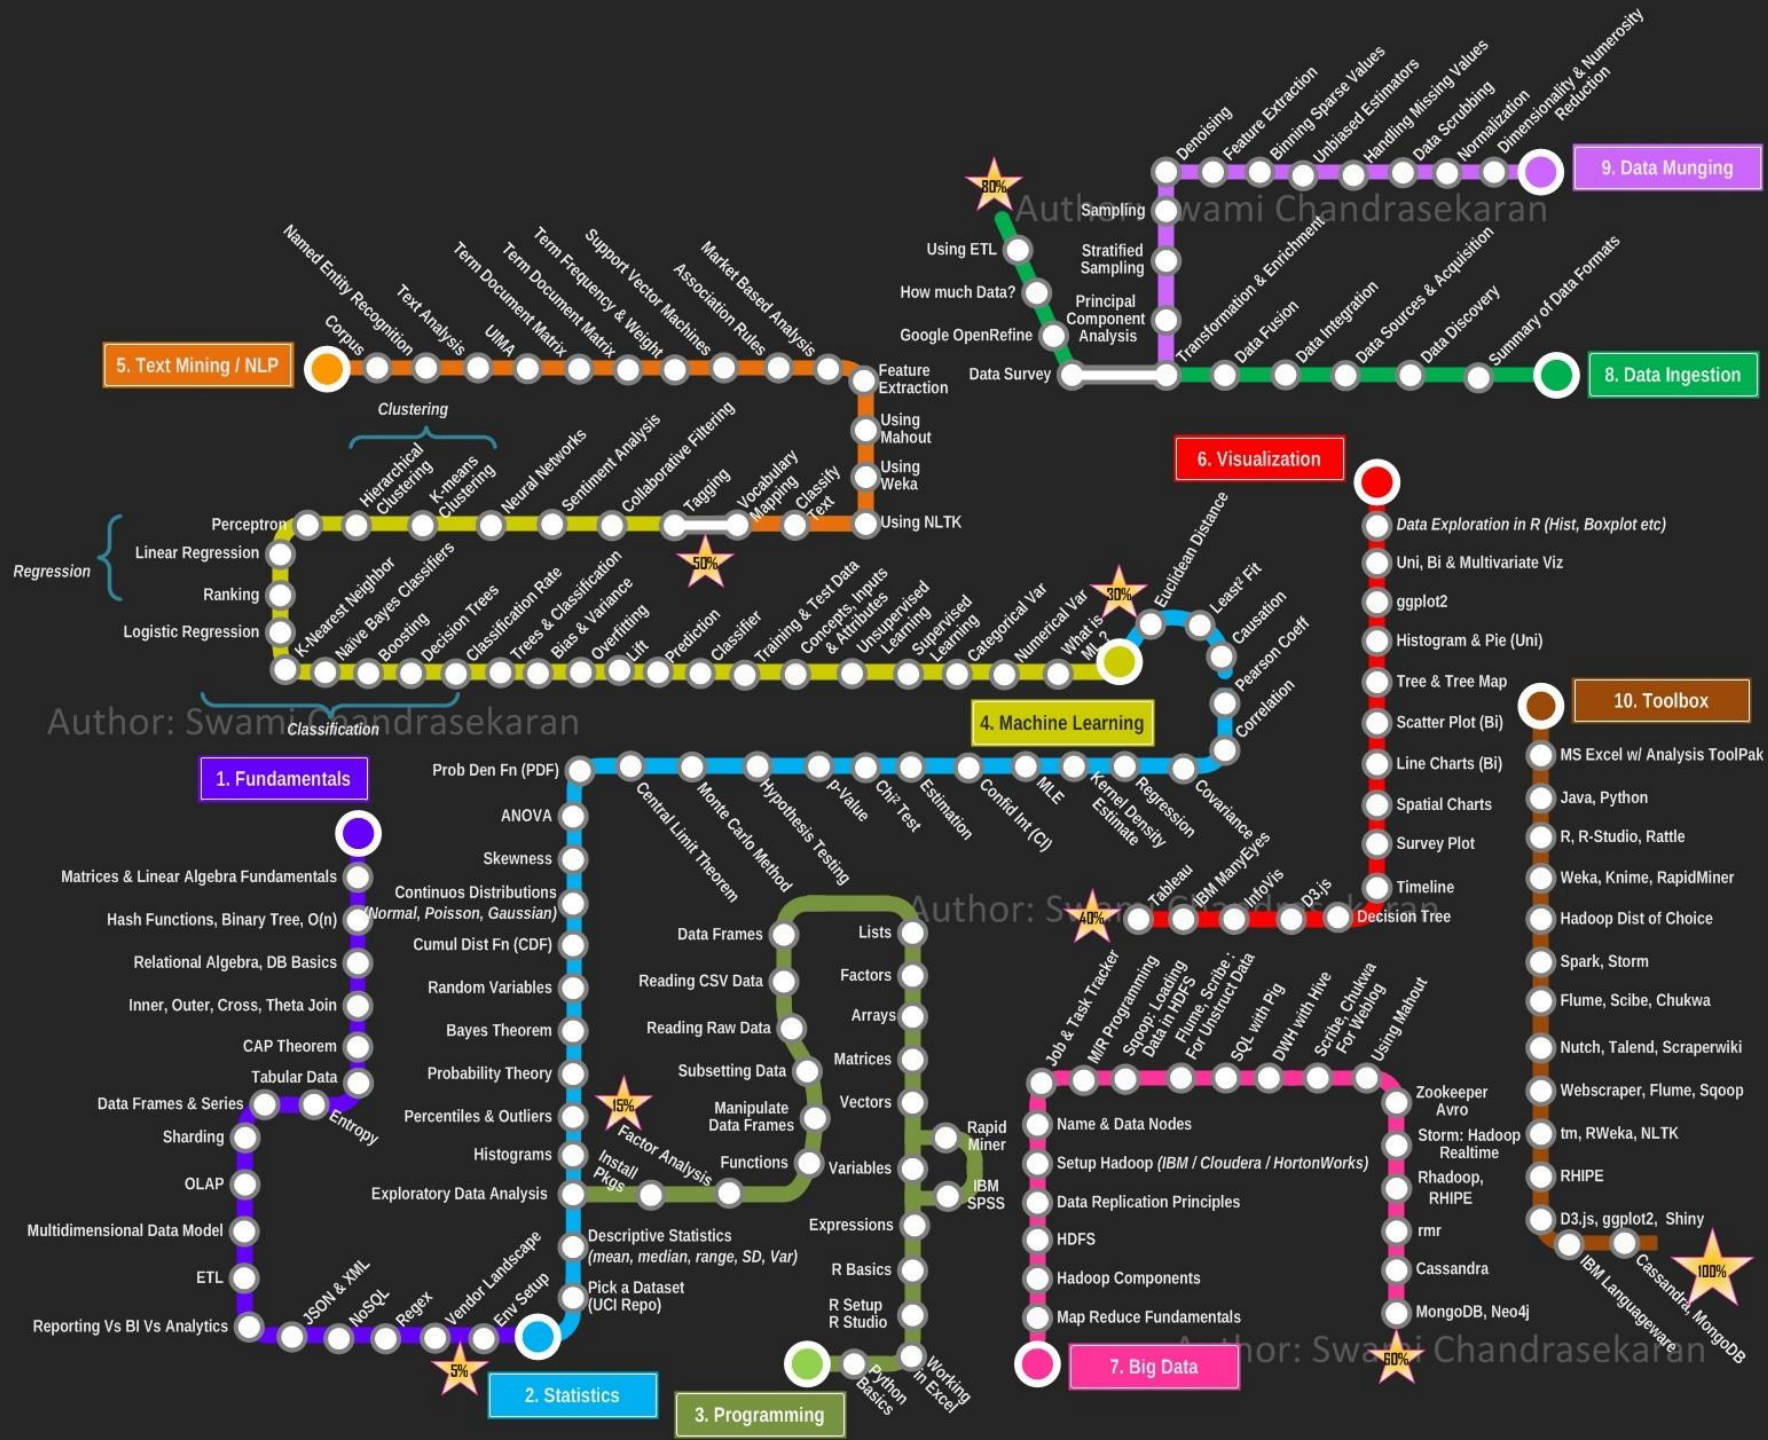 1. Fundamentals
Matrices & Linear Algebra Fundamentals
Hash Functions, Binary Tree, O(n)
Relational Algebra, DB Basics
Inner, Outer, Cross, Theta Join
CAP Theorem
Tabular Data
Entropy
Data Frames & Series
Sharding
OLAP
Multidimensional Data Model
ETL
Reporting Vs BI Vs Analytics
JSON & XML
NoSQL
Regex
Vendor Landscape
Env Setup
5%
2. Statistics
Pick a Dataset
(UCI Repo)
Descriptive Statistics
(mean, median, range, SD, Var)
Exploratory Data Analysis
Histograms
Percentiles & Outliers
Probability Theory
Bayes Theorem
Random Variables
Cumul Dist Fn (CDF)
Continuos Distributions
(Normal, Poisson, Gaussian)
Skewness
ANOVA
Prob Den Fn (PDF)
Central Limit Theorem
Monte Carlo Method
Hypothesis Testing
p-Value
Chi² Test
Estimation
Confid Int (CI)
MLE
Kernel Density
Estimate
Regression
Covariance
Correlation
Pearson Coeff
Causation
Least² Fit
Euclidean Distance
30%
3. Programming
Python
Basics
Working
in Excel
R Setup
R Studio
R Basics
Expressions
Variables
IBM
SPSS
Rapid
Miner
Vectors
Matrices
Arrays
Factors
Lists
Data Frames
Reading CSV Data
Reading Raw Data
Subsetting Data
Manipulate
Data Frames
Functions
Factor Analysis
Install
Pkgs
15%
4. Machine Learning
What is
ML?
Numerical Var
Categorical Var
Supervised
Learning
Unsupervised
Learning
Concepts, Inputs
& Attributes
Training & Test Data
Classifier
Prediction
Lift
Overfitting
Bias & Variance
Trees & Classification
Classification Rate
Decision Trees
Boosting
Naïve Bayes Classifiers
K-Nearest Neighbor
Classification
Logistic Regression
Ranking
Linear Regression
Perceptron
Regression
Hierarchical
Clustering
K-means
Clustering
Clustering
Neural Networks
Sentiment Analysis
Collaborative Filtering
Tagging
50%
5. Text Mining / NLP
Corpus
Named Entity Recognition
Text Analysis
UIMA
Term Document Matrix
Term Document Matrix
Term Frequency & Weight
Support Vector Machines
Association Rules
Market Based Analysis
Feature
Extraction
Using
Mahout
Using
Weka
Using NLTK
Classify
Text
Vocabulary
Mapping
6. Visualization
Data Exploration in R (Hist, Boxplot etc)
Uni, Bi & Multivariate Viz
ggplot2
Histogram & Pie (Uni)
Tree & Tree Map
Scatter Plot (Bi)
Line Charts (Bi)
Spatial Charts
Survey Plot
Timeline
Decision Tree
D3.js
InfoVis
IBM ManyEyes
Tableau
40%
7. Big Data
Map Reduce Fundamentals
Hadoop Components
HDFS
Data Replication Principles
Setup Hadoop (IBM / Cloudera / HortonWorks)
Name & Data Nodes
Job & Task Tracker
M/R Programming
Sqoop: Loading
Data in HDFS
Flume, Scribe :
For Unstruct Data
SQL with Pig
DWH with Hive
Scribe, Chukwa
For Weblog
Using Mahout
Zookeeper
Avro
Storm: Hadoop
Realtime
Rhadoop,
RHIPE
rmr
Cassandra
MongoDB, Neo4j
60%
8. Data Ingestion
Summary of Data Formats
Data Discovery
Data Sources & Acquisition
Data Integration
Data Fusion
Transformation & Enrichment
Data Survey
Google OpenRefine
How much Data?
Using ETL
80%
9. Data Munging
Dimensionality & Numerosity
Reduction
Normalization
Data Scrubbing
Handling Missing Values
Unbiased Estimators
Binning Sparse Values
Feature Extraction
Denoising
Sampling
Stratified
Sampling
Principal
Component
Analysis
10. Toolbox
MS Excel w/ Analysis ToolPak
Java, Python
R, R-Studio, Rattle
Weka, Knime, RapidMiner
Hadoop Dist of Choice
Spark, Storm
Flume, Scibe, Chukwa
Nutch, Talend, Scraperwiki
Webscraper, Flume, Sqoop
tm, RWeka, NLTK
RHIPE
D3.js, ggplot2, Shiny
IBM Languageware
Cassandra, MongoDB
100%
Author: Swami Chandrasekaran
Author: Swami Chandrasekaran
Author: Swami Chandrasekaran
Author: Swami Chandrasekaran